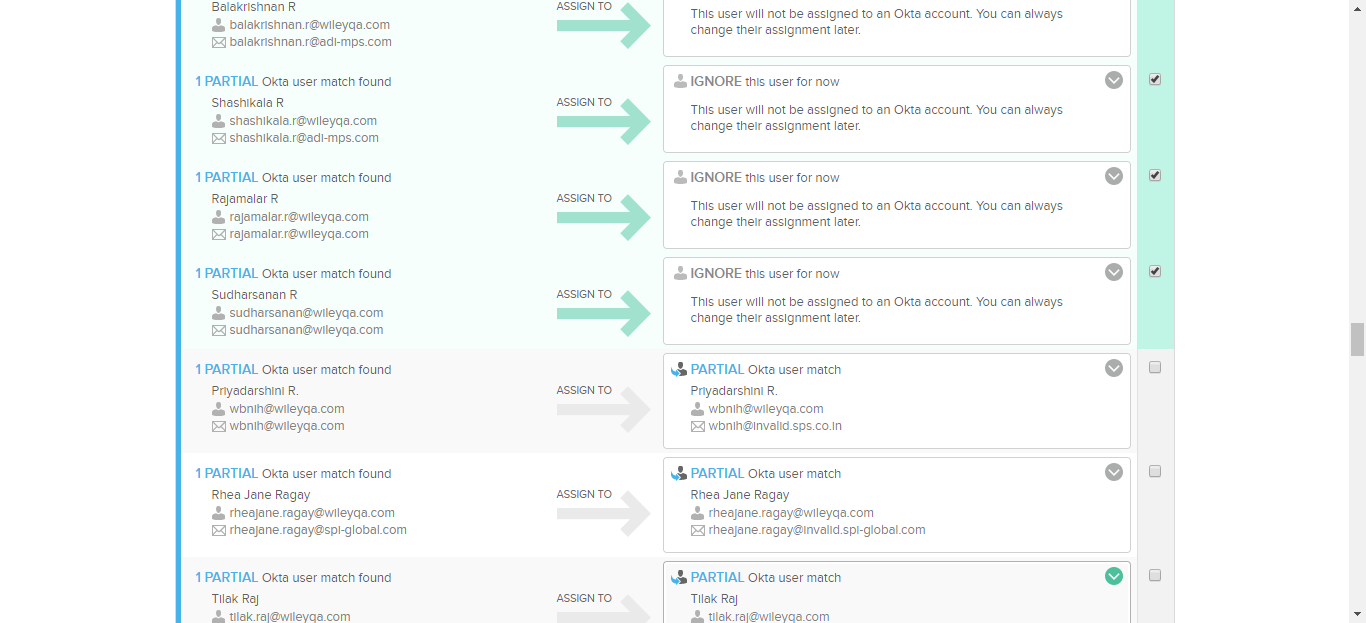 Balakrishnan R
balakrishnan.r@wileyqa.com
balakrishnan.r@adi-mps.com
ASSIGN TO
This user will not be assigned to an Okta account. You can always
change their assignment later.
1 PARTIAL Okta user match found
Shashikala R
shashikala.r@wileyqa.com
shashikala.r@adi-mps.com
ASSIGN TO
IGNORE this user for now
This user will not be assigned to an Okta account. You can always
change their assignment later.
1 PARTIAL Okta user match found
Rajamalar R
rajamalar.r@wileyqa.com
rajamalar.r@wileyqa.com
ASSIGN TO
IGNORE this user for now
This user will not be assigned to an Okta account. You can always
change their assignment later.
1 PARTIAL Okta user match found
Sudharsanan R
sudharsanan@wileyqa.com
sudharsanan@wileyqa.com
ASSIGN TO
IGNORE this user for now
This user will not be assigned to an Okta account. You can always
change their assignment later.
1 PARTIAL Okta user match found
Priyadarshini R.
wbnih@wileyqa.com
wbnih@wileyqa.com
ASSIGN TO
PARTIAL Okta user match
Priyadarshini R.
wbnih@wileyqa.com
wbnih@invalid.sps.co.in
1 PARTIAL Okta user match found
Rhea Jane Ragay
rheajane.ragay@wileyqa.com
rheajane.ragay@spi-global.com
ASSIGN TO
PARTIAL Okta user match
Rhea Jane Ragay
rheajane.ragay@wileyqa.com
rheajane.ragay@invalid.spi-global.com
1 PARTIAL Okta user match found
Tilak Raj
tilak.raj@wileyqa.com
ASSIGN TO
PARTIAL Okta user match
Tilak Raj
tilak.raj@wileyqa.com